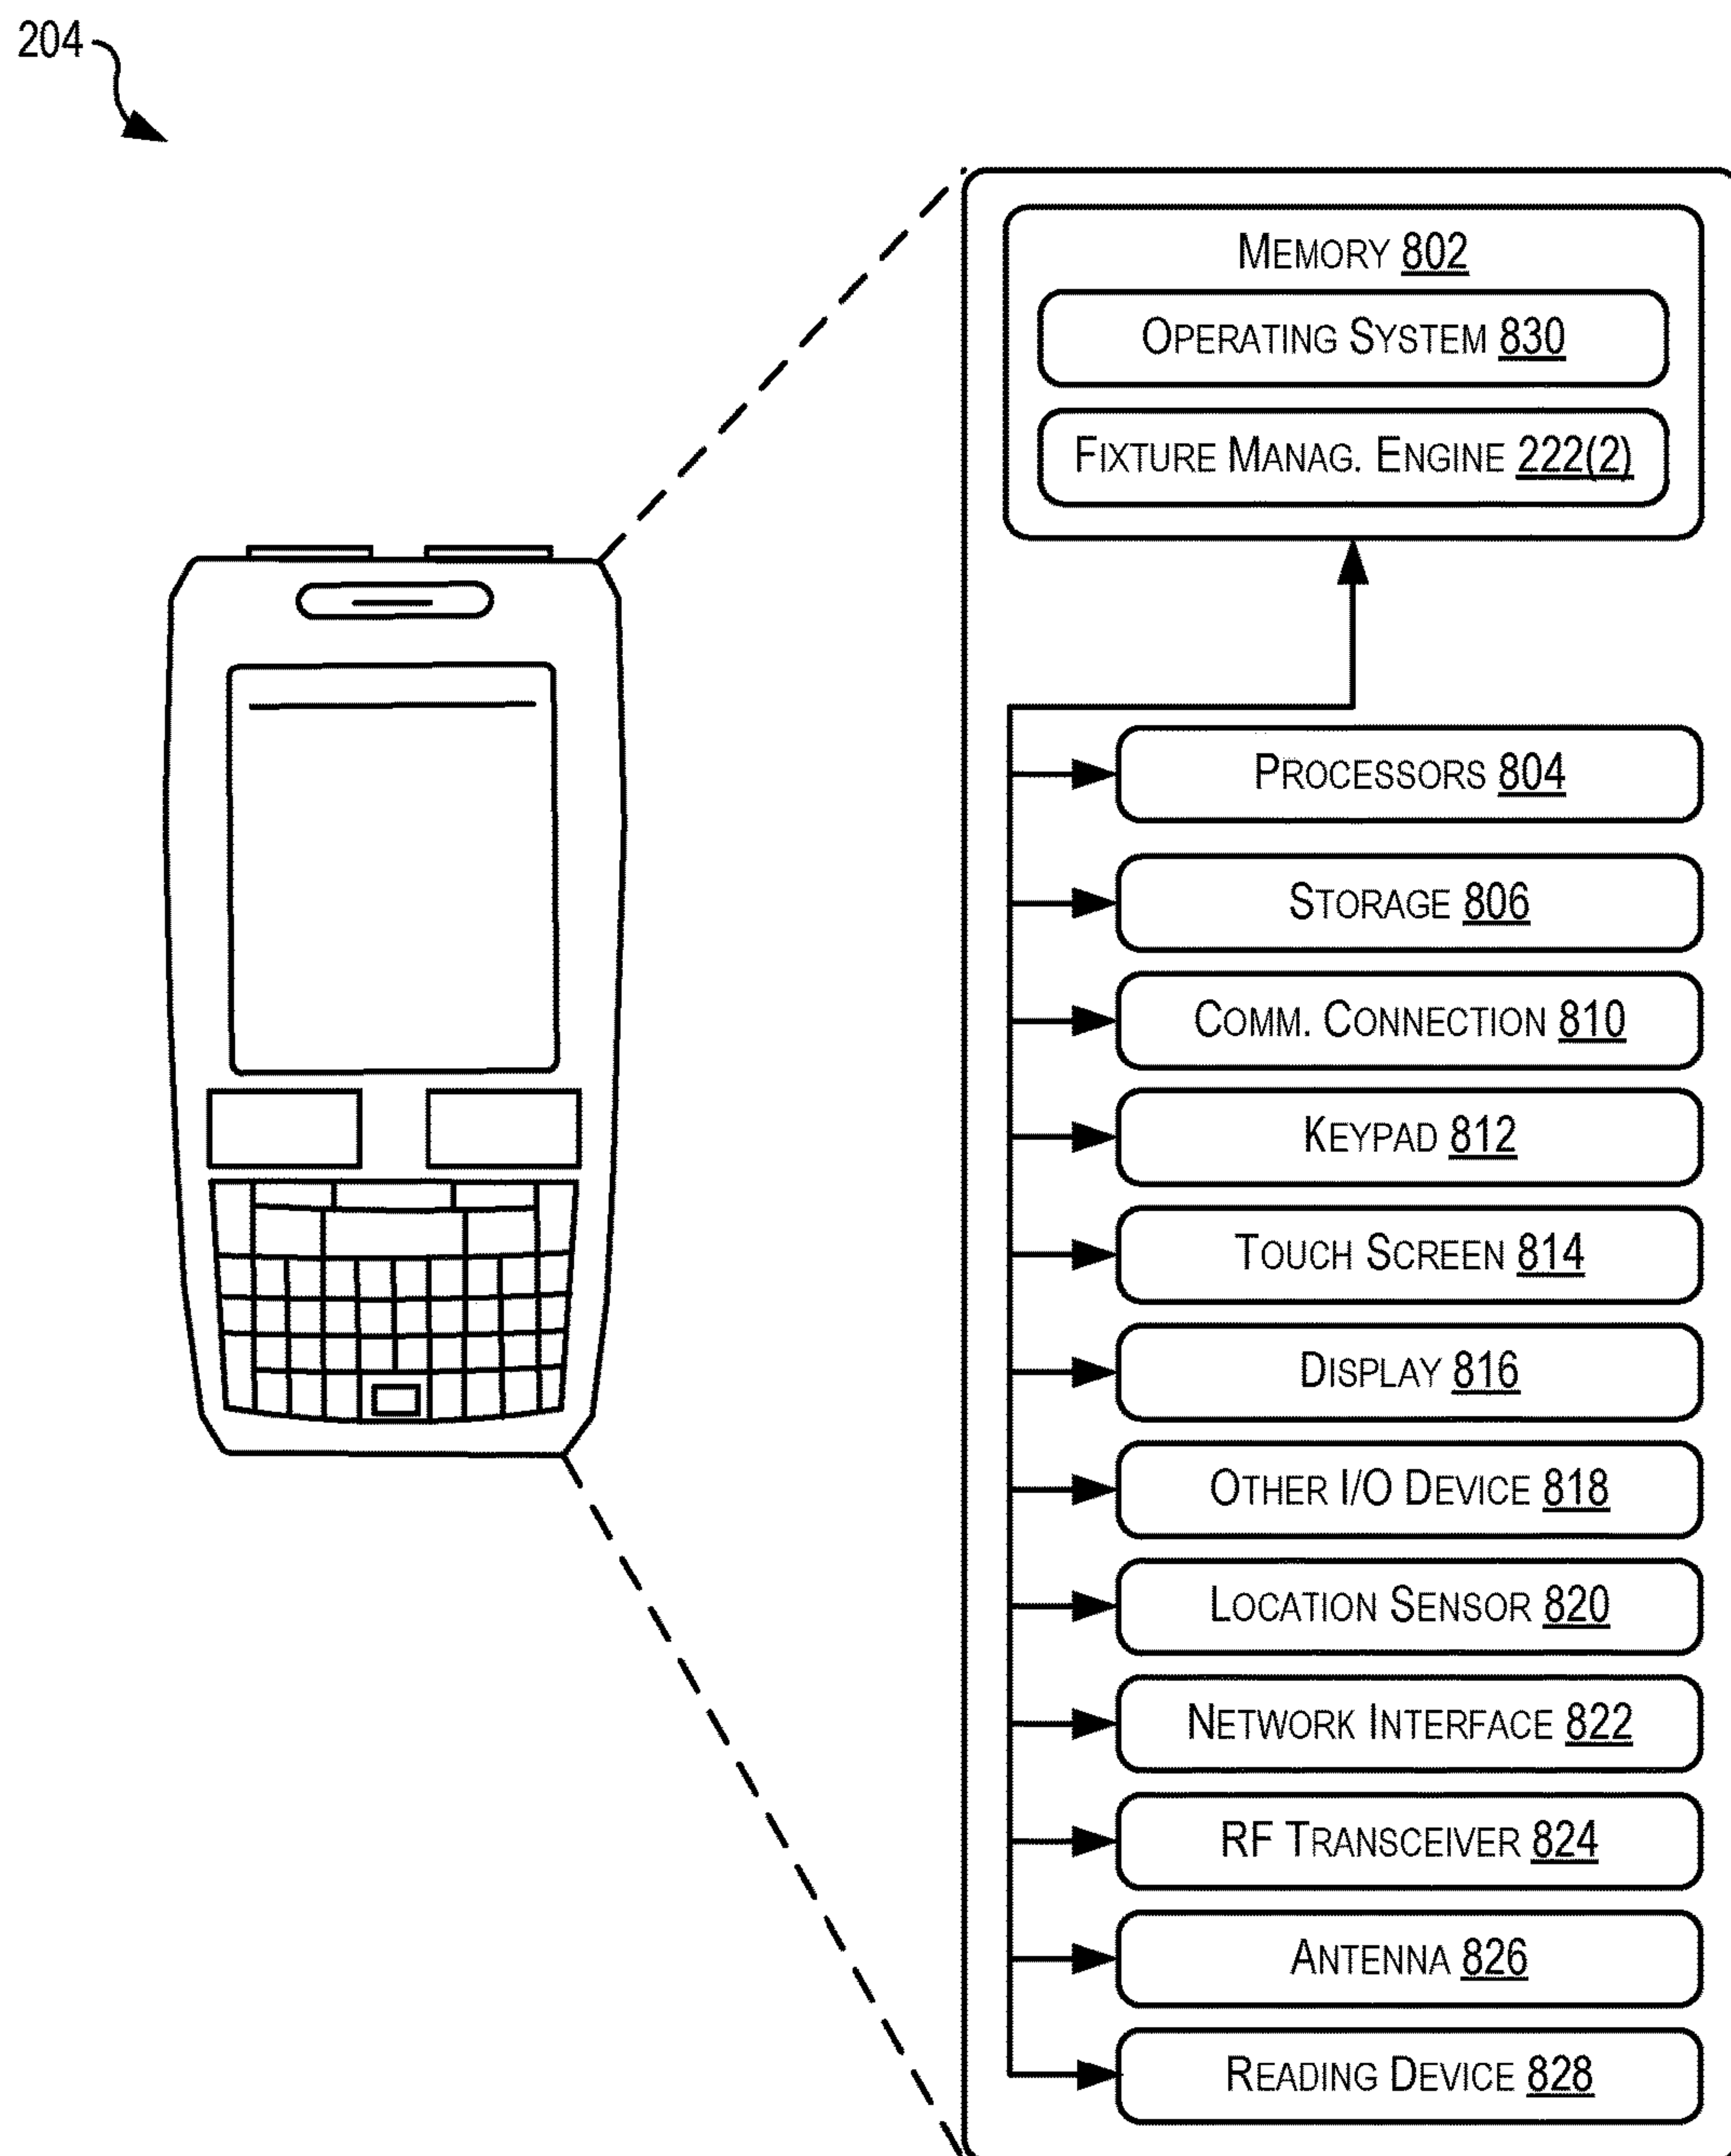 204
MEMORY 802
OPERATING SYSTEM 830
FIXTURE MANAG. ENGINE 222(2)
PROCESSORS 804
STORAGE 806
COMM. CONNECTION 810
KEYPAD 812
TOUCH SCREEN 814
DISPLAY 816
OTHER I/O DEVICE 818
LOCATION SENSOR 820
NETWORK INTERFACE 822
RF TRANSCEIVER 824
ANTENNA 826
READING DEVICE 828